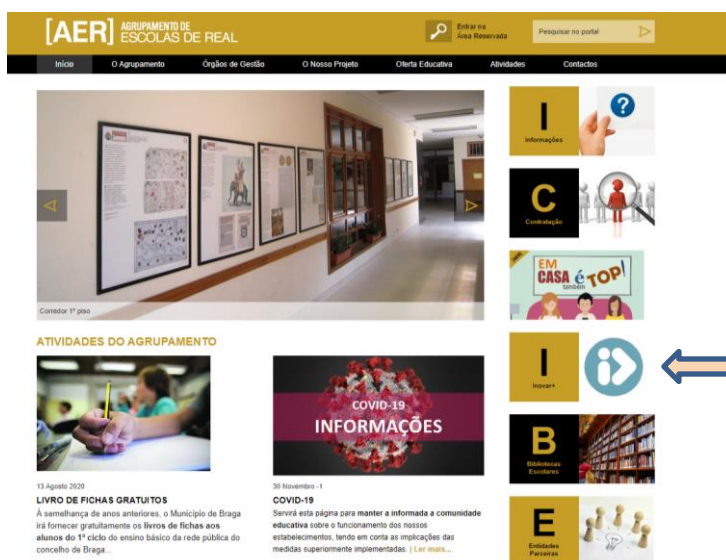 [AER] AGRUPAMENTO DE
ESCOLAS DE REAL
Entrar na
Área Reservada
Pesquisar no portal
Início
O Agrupamento
Órgãos de Gestão
O Nosso Projeto
Oferta Educativa
Atividades
Contactos
Corredor 1º piso
I
Informações
?
C
Contratação
EM
CASA é TOP!
também
I
Inovar+
B
Bibliotecas
Escolares
E
Entidades
Parceiras
ATIVIDADES DO AGRUPAMENTO
13 Agosto 2020
LIVRO DE FICHAS GRATUITOS
À semelhança de anos anteriores, o Município de Braga
irá fornecer gratuitamente os livros de fichas aos
alunos do 1º ciclo do ensino básico da rede pública do
concelho de Braga...
COVID-19
INFORMAÇÕES
30 Novembro -1
COVID-19
Servirá esta página para manter a informada a comunidade
educativa sobre o funcionamento dos nossos
estabelecimentos, tendo em conta as implicações das
medidas superiormente implementadas. | Ler mais...